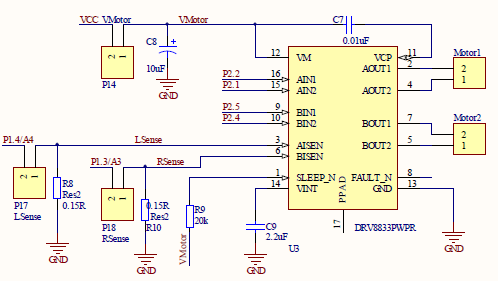 VCC VMotor VMotor C7
0.01uF
C8
10uF
GND
P14
2 1
12 VM VCP 11
AOUT1 2 Motor1
P2.2 16 AIN1
P2.1 15 AIN2 AOUT2 4
2
1
P2.5 9 BIN1 BOUT1 7 Motor2
P2.4 10 BIN2
BOUT2 5
2
1
P1.4/A4 LSense 3 AISEN
P1.3/A3 RSense 6 BISEN
2 1
P17
LSense
R8
Res2
0.15R
GND
2 1
P18
RSense
0.15R
Res2
R10
GND
R9
20k
VMotor
1 SLEEP_N FAULT_N 8
14 VINT GND 13
C9
2.2uF
GND
PPAD
17
U3 DRV8833PWPR
GND